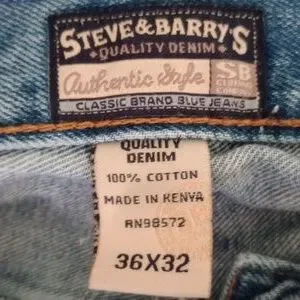 STEVE & BARRY'S
• QUALITY DENIM •
Authentic Style
SB
CLASSIC BRAND BLUE JEANS
QUALITY
DENIM
100% COTTON
MADE IN KENYA
RN98572
36X32